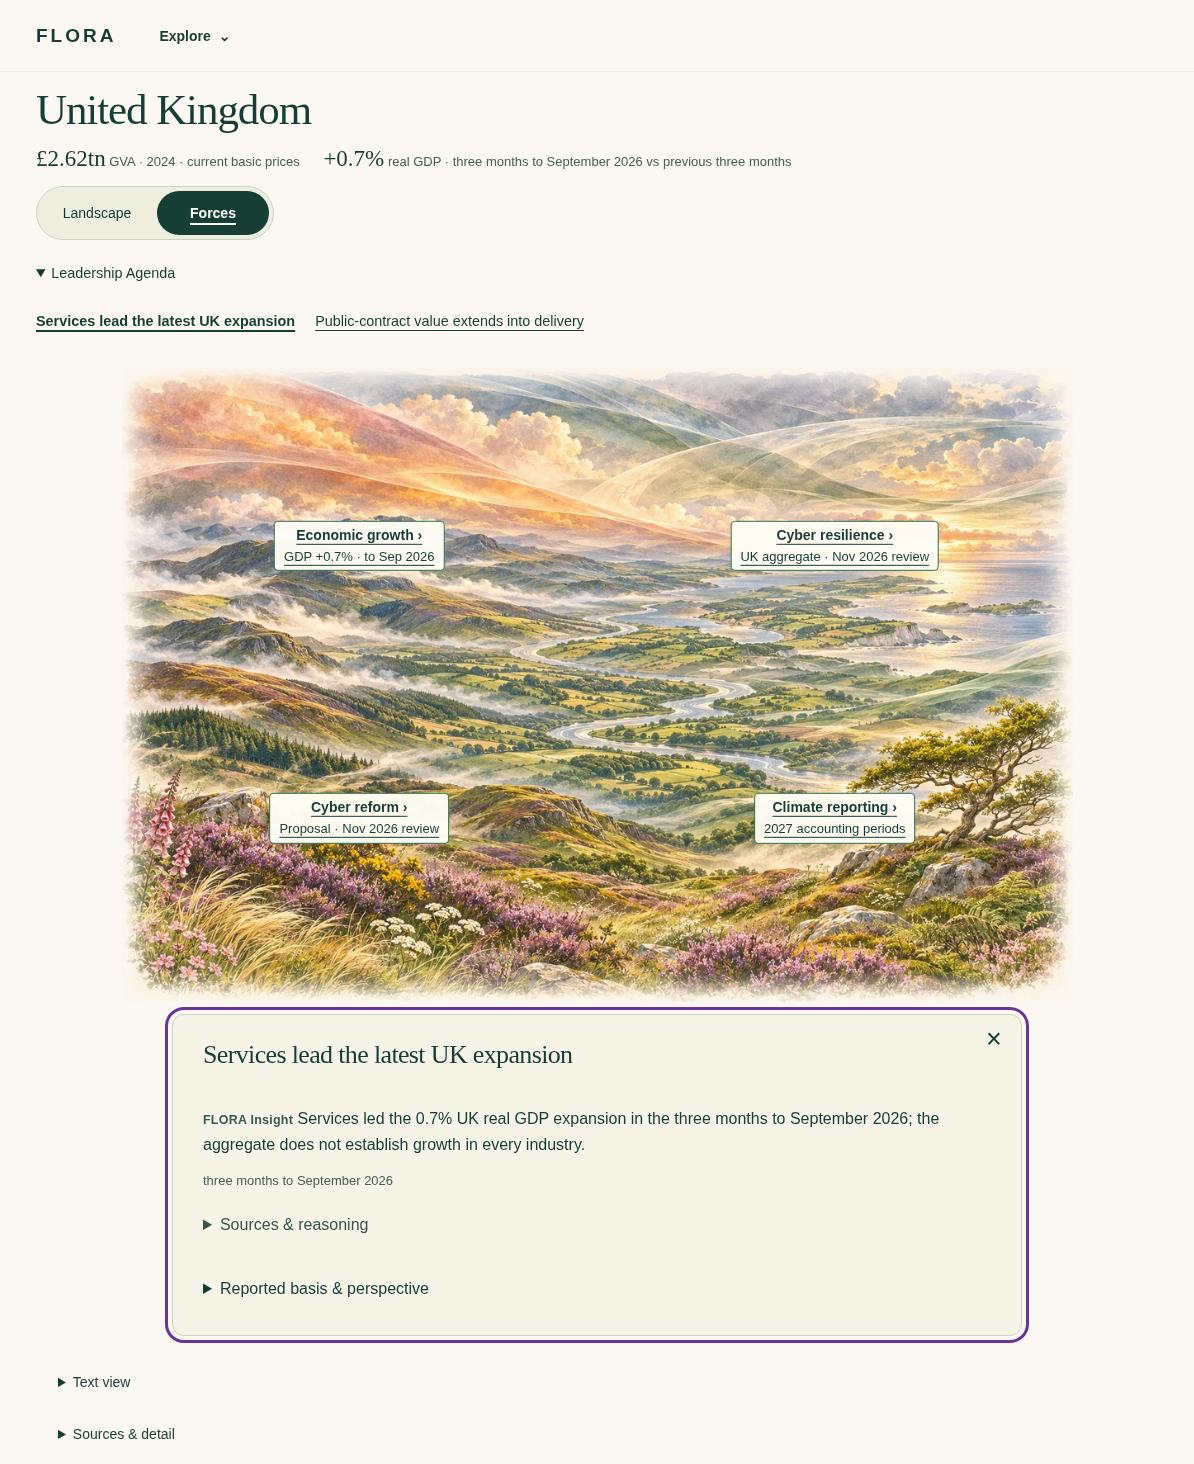 FLORA
Explore ⌄
United Kingdom
£2.62tn GVA · 2024 · current basic prices +0.7% real GDP · three months to September 2026 vs previous three months
Landscape Forces
▼ Leadership Agenda
Services lead the latest UK expansion Public-contract value extends into delivery
Economic growth ›
GDP +0.7% · to Sep 2026
Cyber resilience ›
UK aggregate · Nov 2026 review
Cyber reform ›
Proposal · Nov 2026 review
Climate reporting ›
2027 accounting periods
Services lead the latest UK expansion
×
FLORA Insight Services led the 0.7% UK real GDP expansion in the three months to September 2026; the
aggregate does not establish growth in every industry.
three months to September 2026
▶ Sources & reasoning
▶ Reported basis & perspective
▶ Text view
▶ Sources & detail